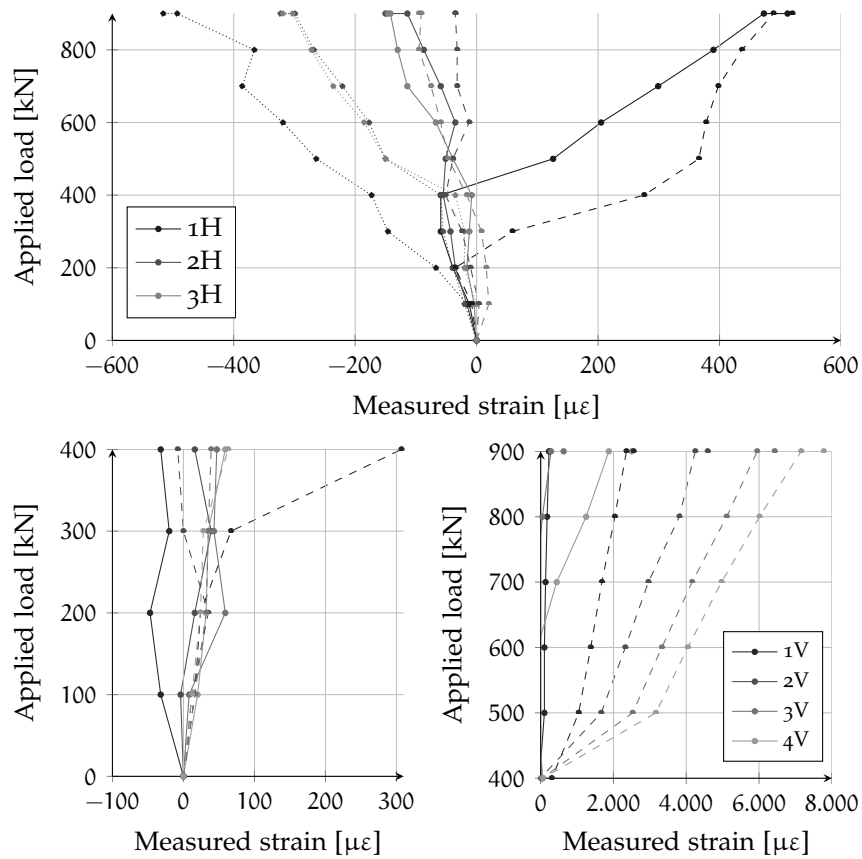 Applied load [kN]
800
600
400
200
0
1H
2H
3H
−600 −400 −200 0 200 400 600
Measured strain [με]
Applied load [kN]
400
300
200
100
0
−100 0 100 200 300
Measured strain [με]
Applied load [kN]
900
800
700
600
500
400
1V
2V
3V
4V
0 2.000 4.000 6.000 8.000
Measured strain [με]